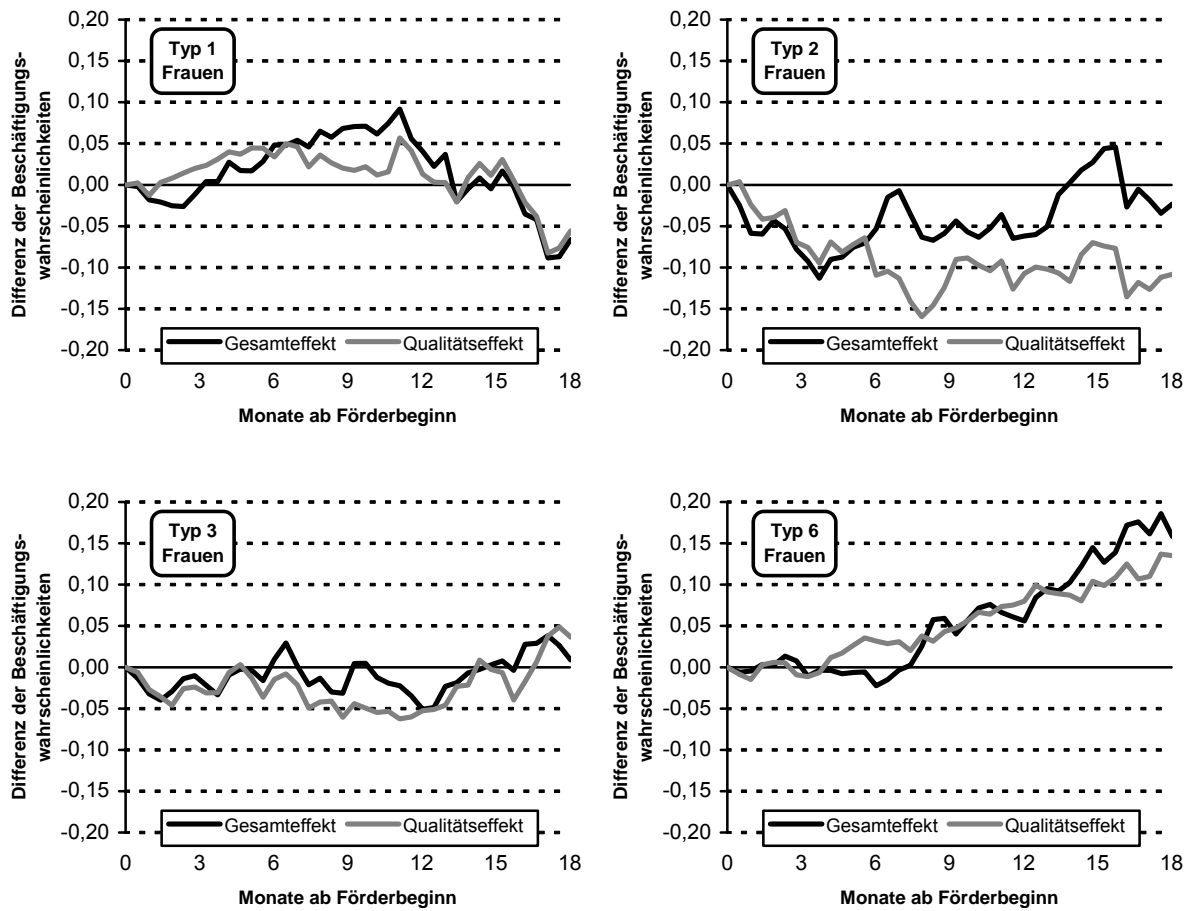 Differenz der Beschäftigungs-
wahrscheinlichkeiten
0,20
0,15
0,10
0,05
0,00
-0,05
-0,10
-0,15
-0,20
Typ 1
Frauen
Gesamteffekt Qualitätseffekt
0 3 6 9 12 15 18
Monate ab Förderbeginn
Differenz der Beschäftigungs-
wahrscheinlichkeiten
0,20
0,15
0,10
0,05
0,00
-0,05
-0,10
-0,15
-0,20
Typ 2
Frauen
Gesamteffekt Qualitätseffekt
0 3 6 9 12 15 18
Monate ab Förderbeginn
Differenz der Beschäftigungs-
wahrscheinlichkeiten
0,20
0,15
0,10
0,05
0,00
-0,05
-0,10
-0,15
-0,20
Typ 3
Frauen
Gesamteffekt Qualitätseffekt
0 3 6 9 12 15 18
Monate ab Förderbeginn
Differenz der Beschäftigungs-
wahrscheinlichkeiten
0,20
0,15
0,10
0,05
0,00
-0,05
-0,10
-0,15
-0,20
Typ 6
Frauen
Gesamteffekt Qualitätseffekt
0 3 6 9 12 15 18
Monate ab Förderbeginn